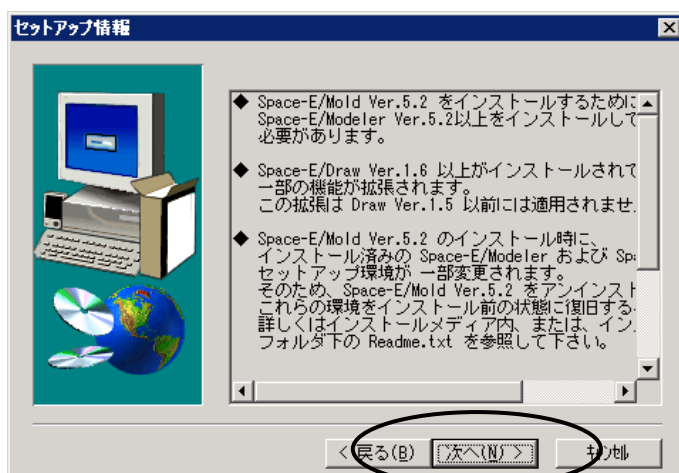 セットアップ情報
◆ Space-E/Mold Ver.5.2 をインストールするために
Space-E/Modeler Ver.5.2以上をインストールして
必要があります。
◆ Space-E/Draw Ver.1.6 以上がインストールされて
一部の機能が拡張されます。
この拡張は Draw Ver.1.5 以前には適用されませ
◆ Space-E/Mold Ver.5.2 のインストール時に、
インストール済みの Space-E/Modeler および Sp
セットアップ環境が 一部変更されます。
そのため、Space-E/Mold Ver.5.2 をアンインスト
これらの環境をインストール前の状態に復旧する
詳しくはインストールメディア内、または、イン
フォルダ下の Readme.txt を参照して下さい。
< 戻る(B) 次へ(N) > キャンセル